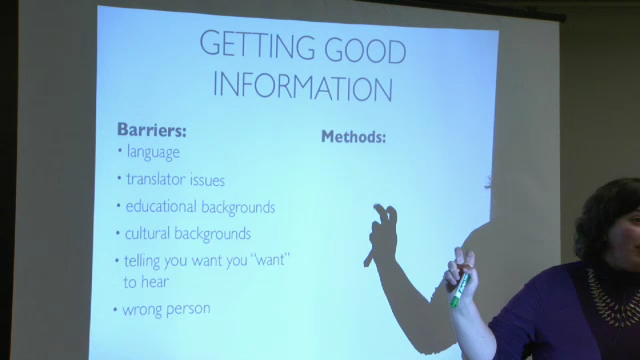 GETTING GOOD
INFORMATION
Barriers:
• language
• translator issues
• educational backgrounds
• cultural backgrounds
• telling you want you “want”
to hear
• wrong person
Methods: